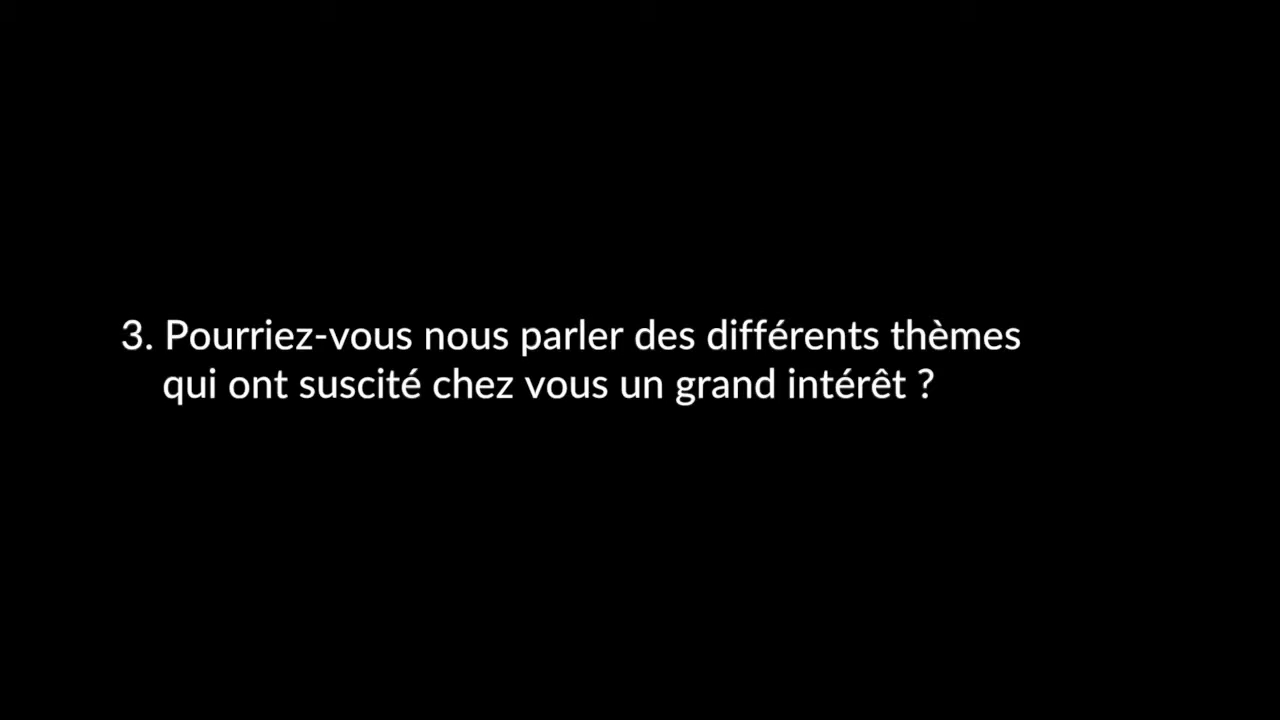 3. Pourriez-vous nous parler des différents thèmes
qui ont suscité chez vous un grand intérêt ?